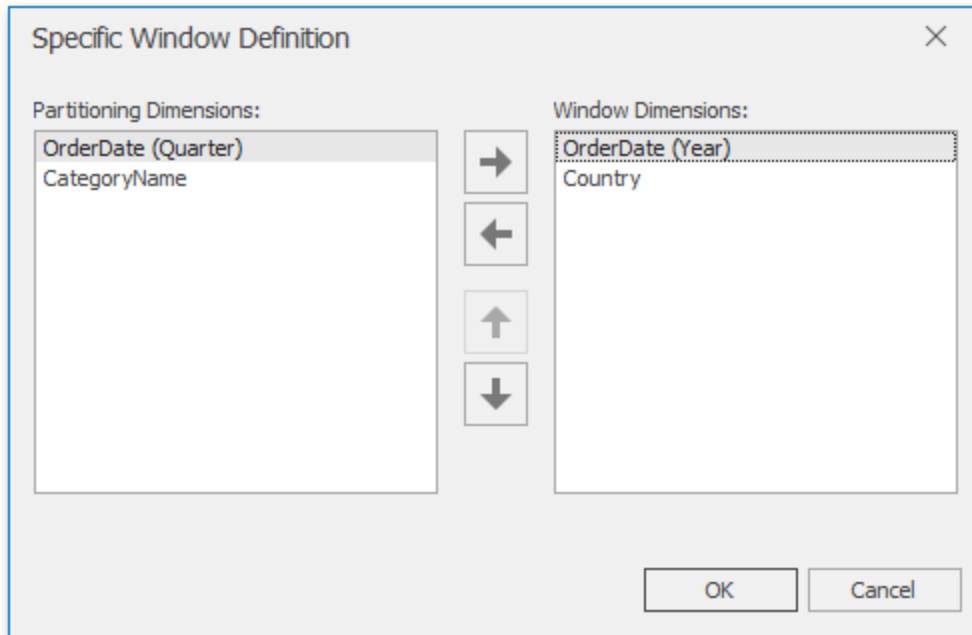 Specific Window Definition
Partitioning Dimensions:
OrderDate (Quarter)
CategoryName
Window Dimensions:
OrderDate (Year)
Country
OK
Cancel